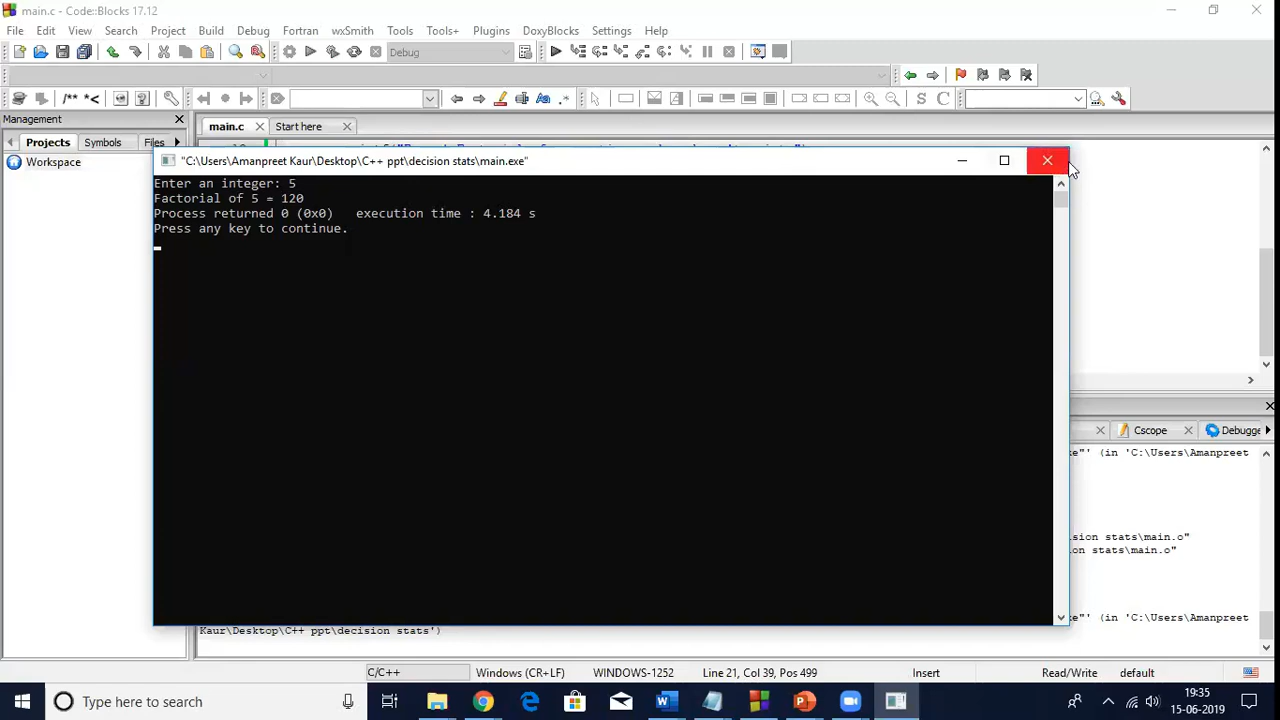 main.c - Code::Blocks 17.12
File Edit View Search Project Build Debug Fortran wxSmith Tools Tools+ Plugins DoxyBlocks Settings Help
Debug
/** *<
.*
S C
Management
main.c Start here
Projects Symbols Files
Workspace
"C:\Users\Amanpreet Kaur\Desktop\C++ ppt\decision stats\main.exe"
Enter an integer: 5
Factorial of 5 = 120
Process returned 0 (0x0) execution time : 4.184 s
Press any key to continue.
Cscope Debugge
xe"' (in 'C:\Users\Amanpreet
sion stats\main.o"
on stats\main.o"
xe"' (in 'C:\Users\Amanpreet
Kaur\Desktop\C++ ppt\decision stats')
C/C++ Windows (CR+LF) WINDOWS-1252 Line 21, Col 39, Pos 499 Insert Read/Write default
Type here to search
19:35
15-06-2019